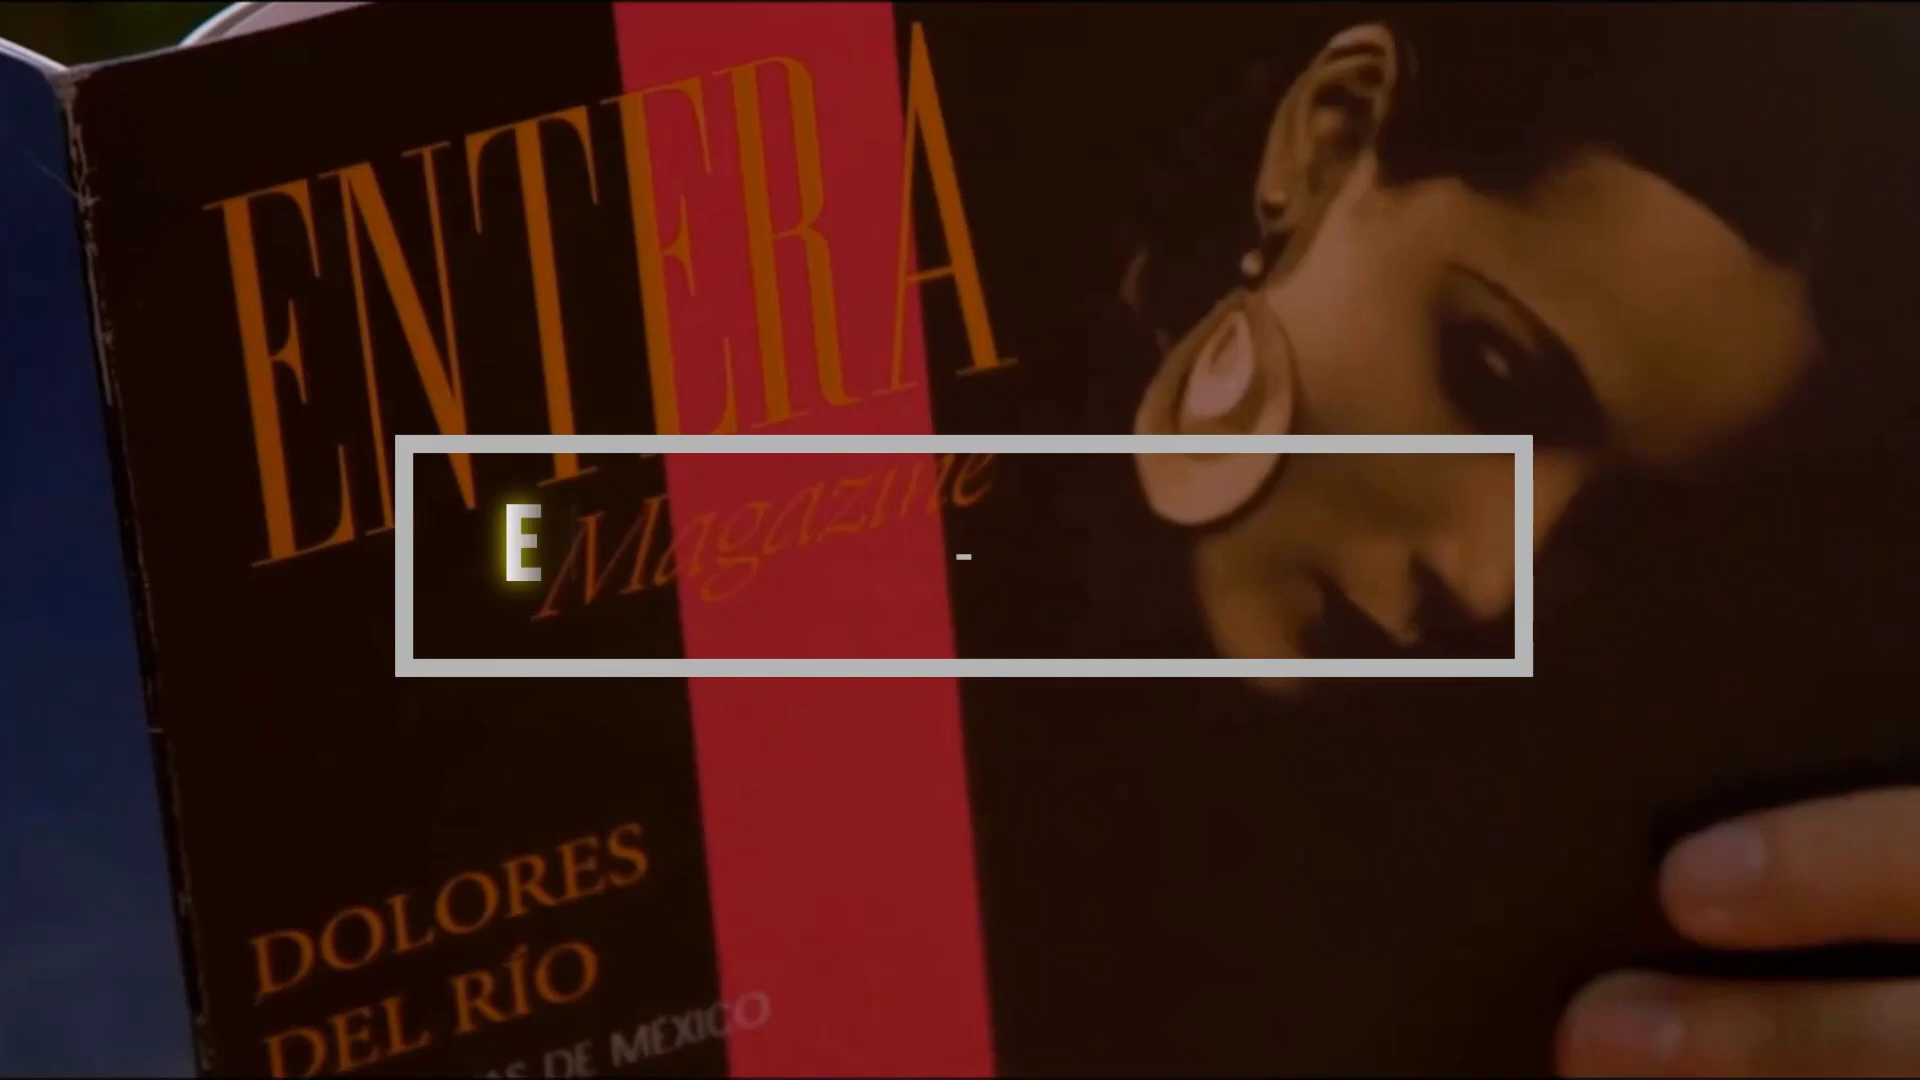 ENTERA
Magazine
E -
DOLORES
DEL RÍO
DE MÉXICO